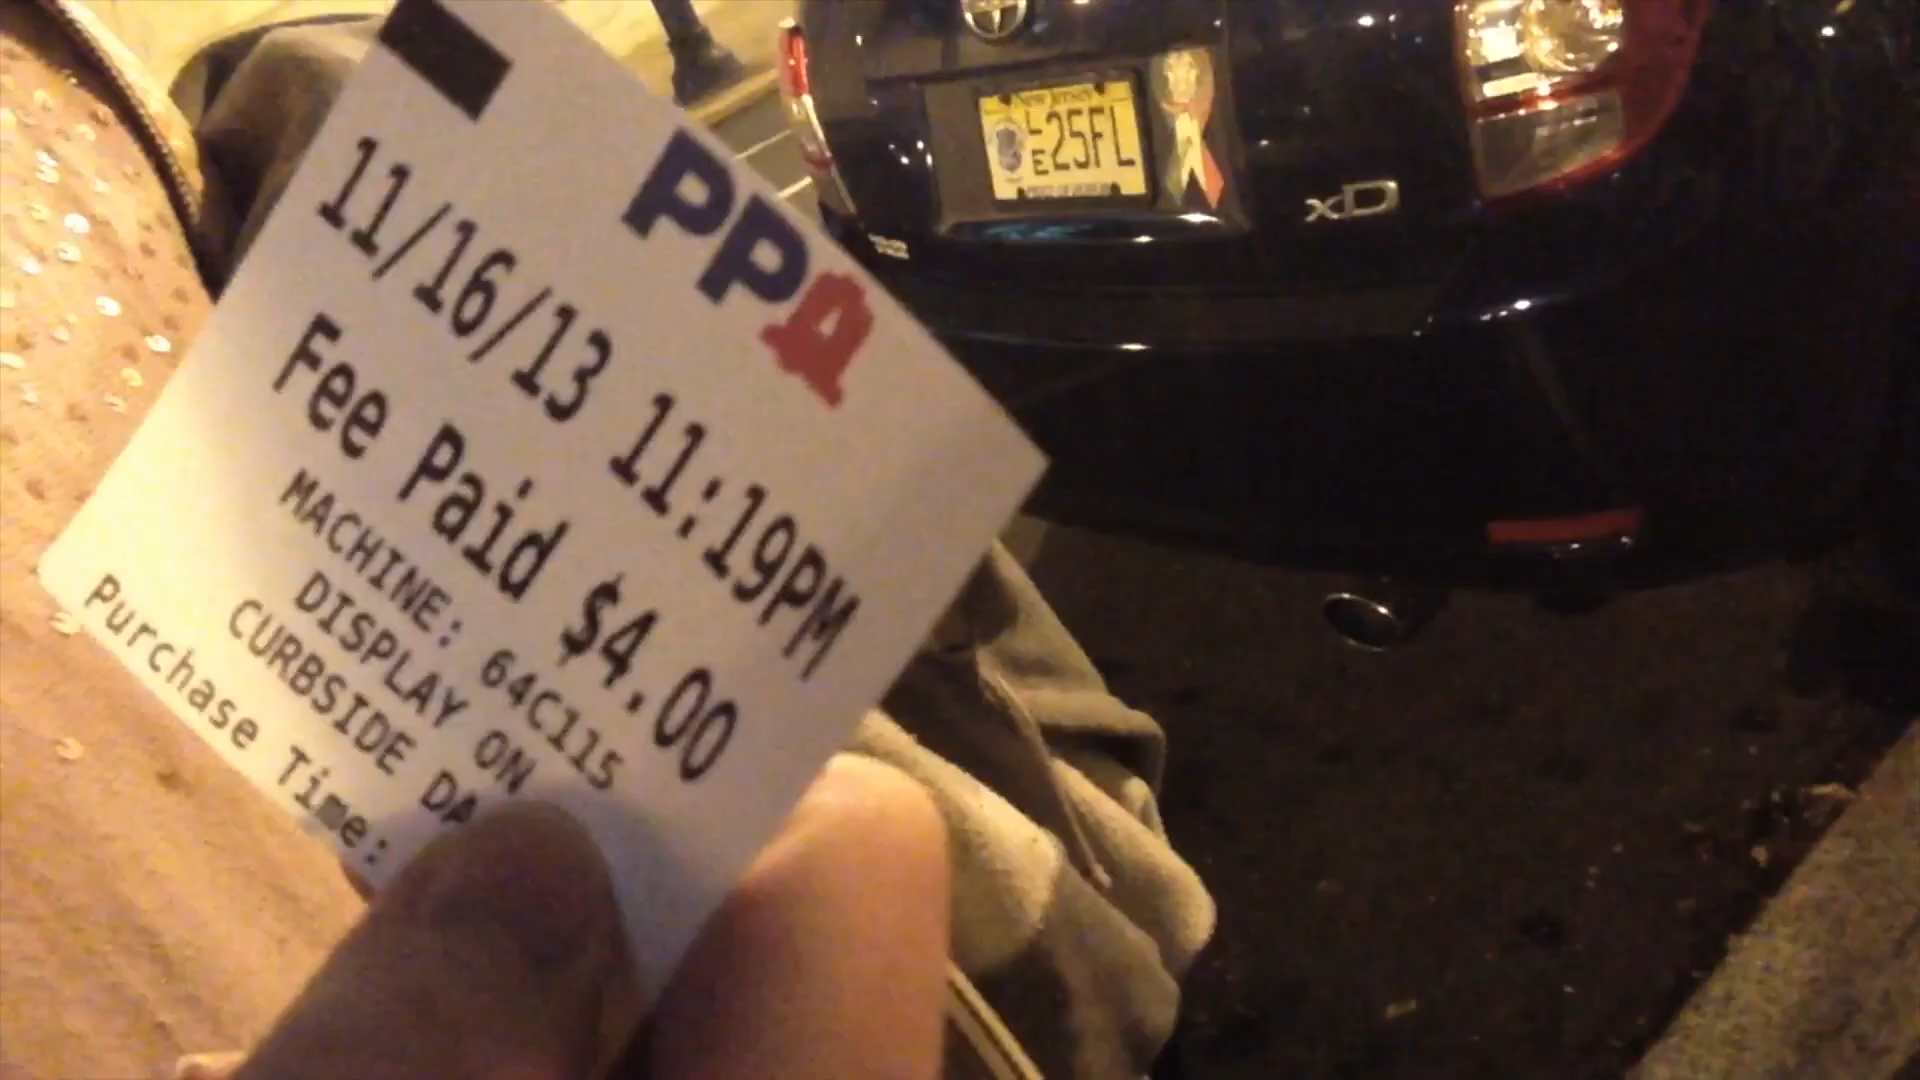 PPA
11/16/13 11:19PM
Fee Paid $4.00
MACHINE: 64C115
DISPLAY ON
CURBSIDE DA
Purchase Time:
New Jersey
LE 25FL
xD